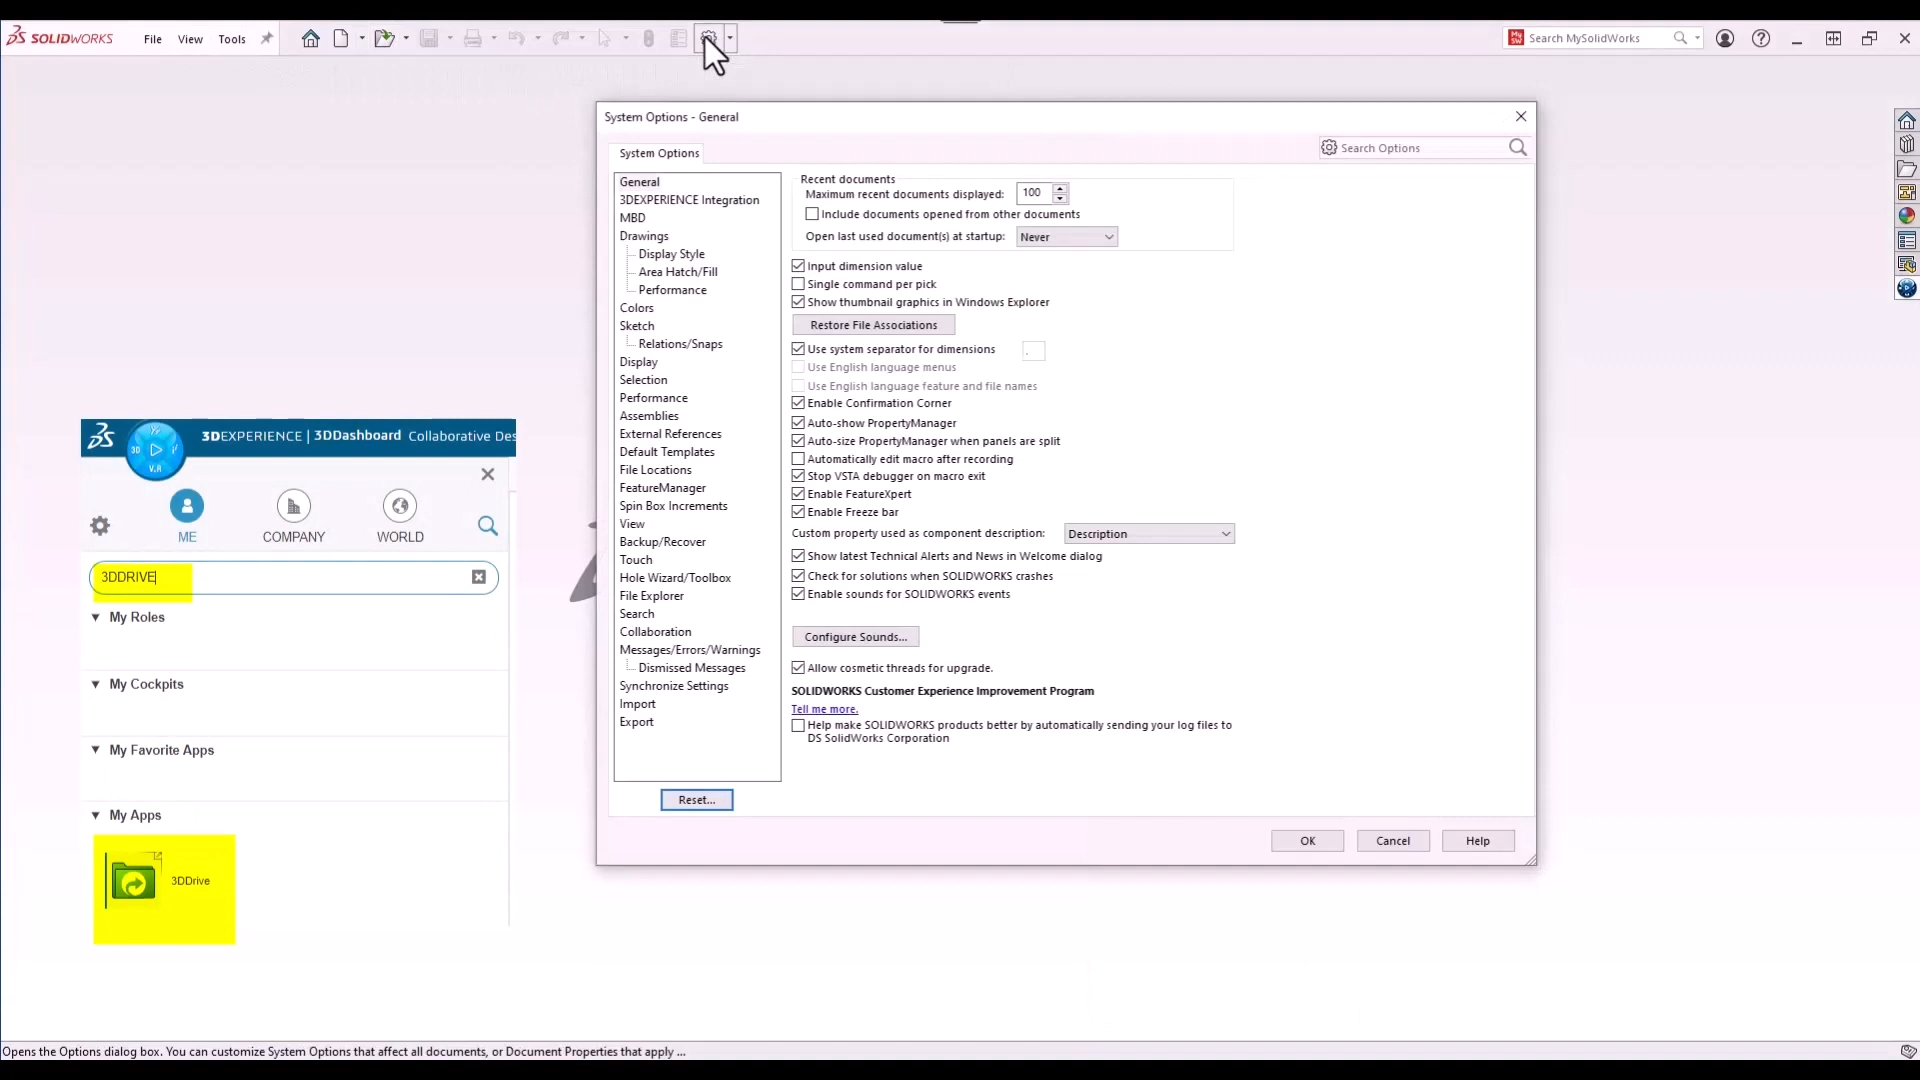 SOLIDWORKS File View Tools Search MySolidWorks
System Options - General
System Options
Search Options
General
3DEXPERIENCE Integration
MBD
Drawings
Display Style
Area Hatch/Fill
Performance
Colors
Sketch
Relations/Snaps
Display
Selection
Performance
Assemblies
External References
Default Templates
File Locations
FeatureManager
Spin Box Increments
View
Backup/Recover
Touch
Hole Wizard/Toolbox
File Explorer
Search
Collaboration
Messages/Errors/Warnings
Dismissed Messages
Synchronize Settings
Import
Export
Reset...
Recent documents
Maximum recent documents displayed: 100
Include documents opened from other documents
Open last used document(s) at startup: Never
Input dimension value
Single command per pick
Show thumbnail graphics in Windows Explorer
Restore File Associations
Use system separator for dimensions .
Use English language menus
Use English language feature and file names
Enable Confirmation Corner
Auto-show PropertyManager
Auto-size PropertyManager when panels are split
Automatically edit macro after recording
Stop VSTA debugger on macro exit
Enable FeatureXpert
Enable Freeze bar
Custom property used as component description: Description
Show latest Technical Alerts and News in Welcome dialog
Check for solutions when SOLIDWORKS crashes
Enable sounds for SOLIDWORKS events
Configure Sounds...
Allow cosmetic threads for upgrade.
SOLIDWORKS Customer Experience Improvement Program
Tell me more.
Help make SOLIDWORKS products better by automatically sending your log files to
DS SolidWorks Corporation
OK Cancel Help
3DEXPERIENCE | 3DDashboard Collaborative Des
3D V.R
ME COMPANY WORLD
3DDRIVE
My Roles
My Cockpits
My Favorite Apps
My Apps
3DDrive
Opens the Options dialog box. You can customize System Options that affect all documents, or Document Properties that apply ...